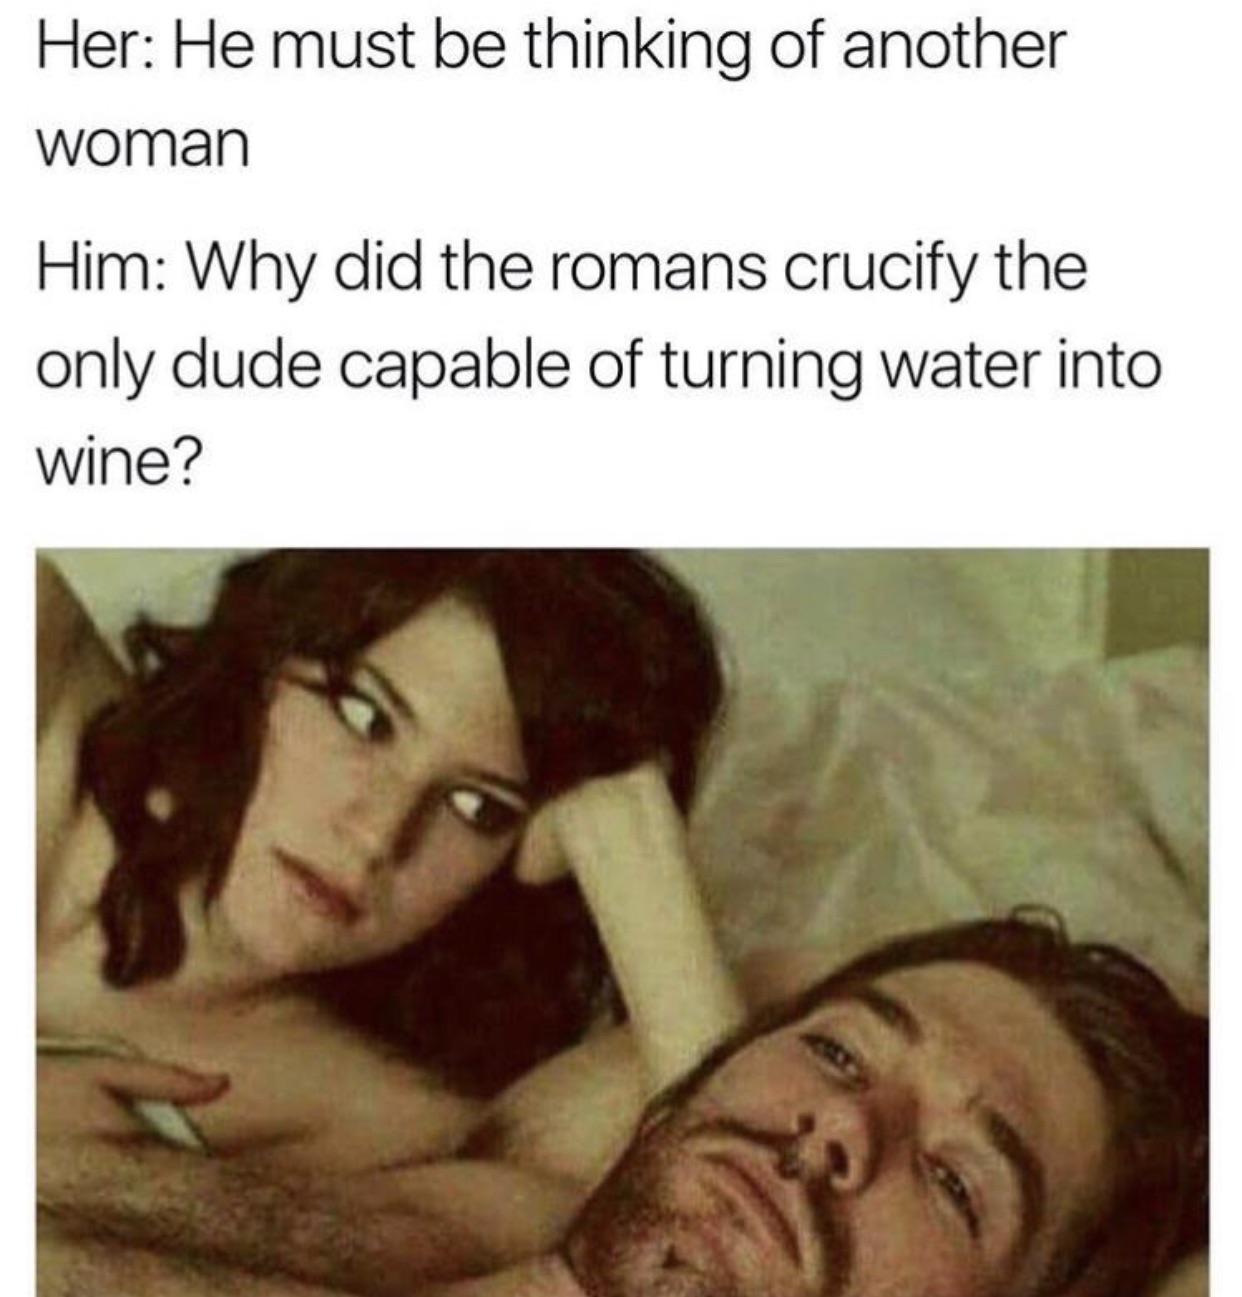 Her: He must be thinking of another
woman
Him: Why did the romans crucify the
only dude capable of turning water into
wine?